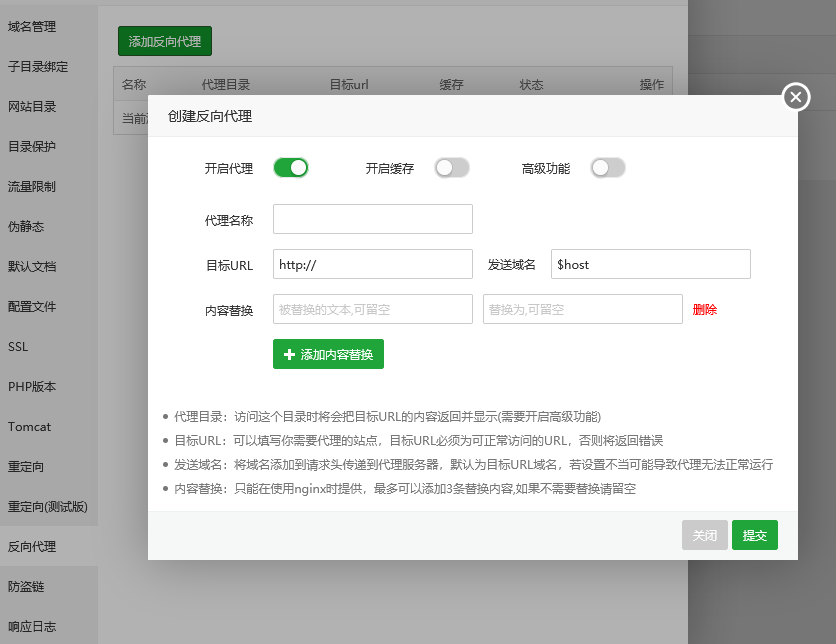 域名管理
子目录绑定
网站目录
目录保护
流量限制
伪静态
默认文档
配置文件
SSL
PHP版本
Tomcat
重定向
重定向(测试版)
反向代理
防盗链
响应日志
添加反向代理
名称 代理目录 目标url 缓存 状态 操作
当前
创建反向代理
开启代理 开启缓存 高级功能
代理名称
目标URL http:// 发送域名 $host
内容替换 被替换的文本,可留空 替换为,可留空 删除
添加内容替换
代理目录：访问这个目录时将会把目标URL的内容返回并显示(需要开启高级功能)
目标URL：可以填写你需要代理的站点，目标URL必须为可正常访问的URL，否则将返回错误
发送域名：将域名添加到请求头传递到代理服务器，默认为目标URL域名，若设置不当可能导致代理无法正常运行
内容替换：只能在使用nginx时提供，最多可以添加3条替换内容,如果不需要替换请留空
关闭 提交